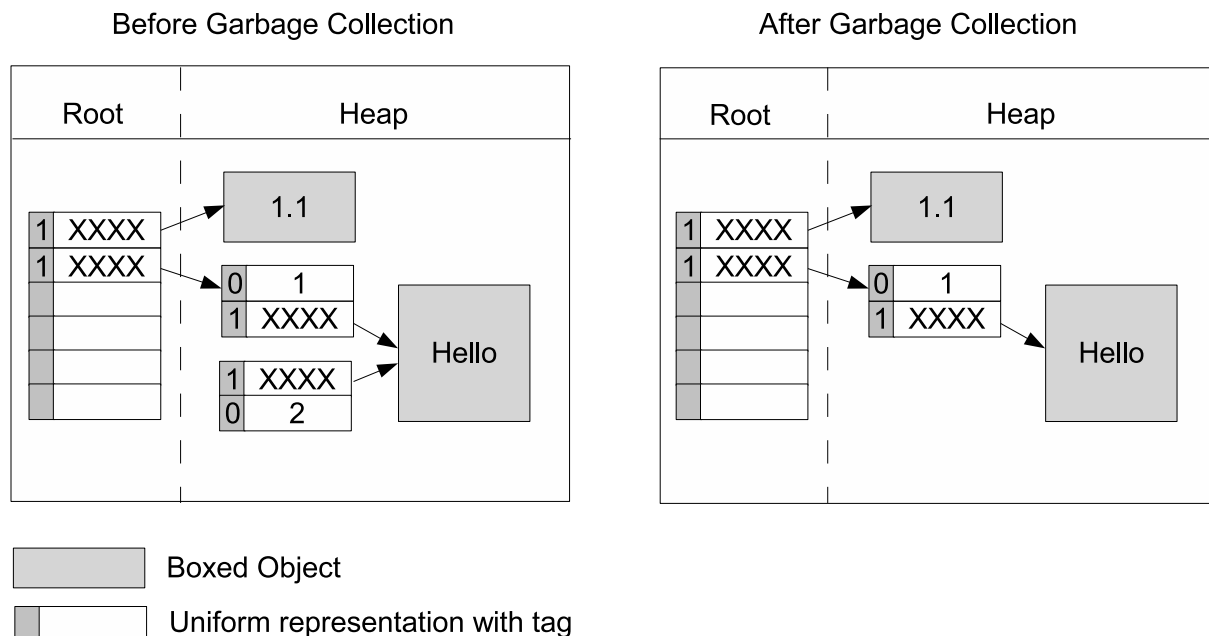 Before Garbage Collection
After Garbage Collection
Root
Heap
1 XXXX
1 XXXX
1.1
0 1
1 XXXX
1 XXXX
0 2
Hello
Root
Heap
1 XXXX
1 XXXX
1.1
0 1
1 XXXX
Hello
Boxed Object
Uniform representation with tag